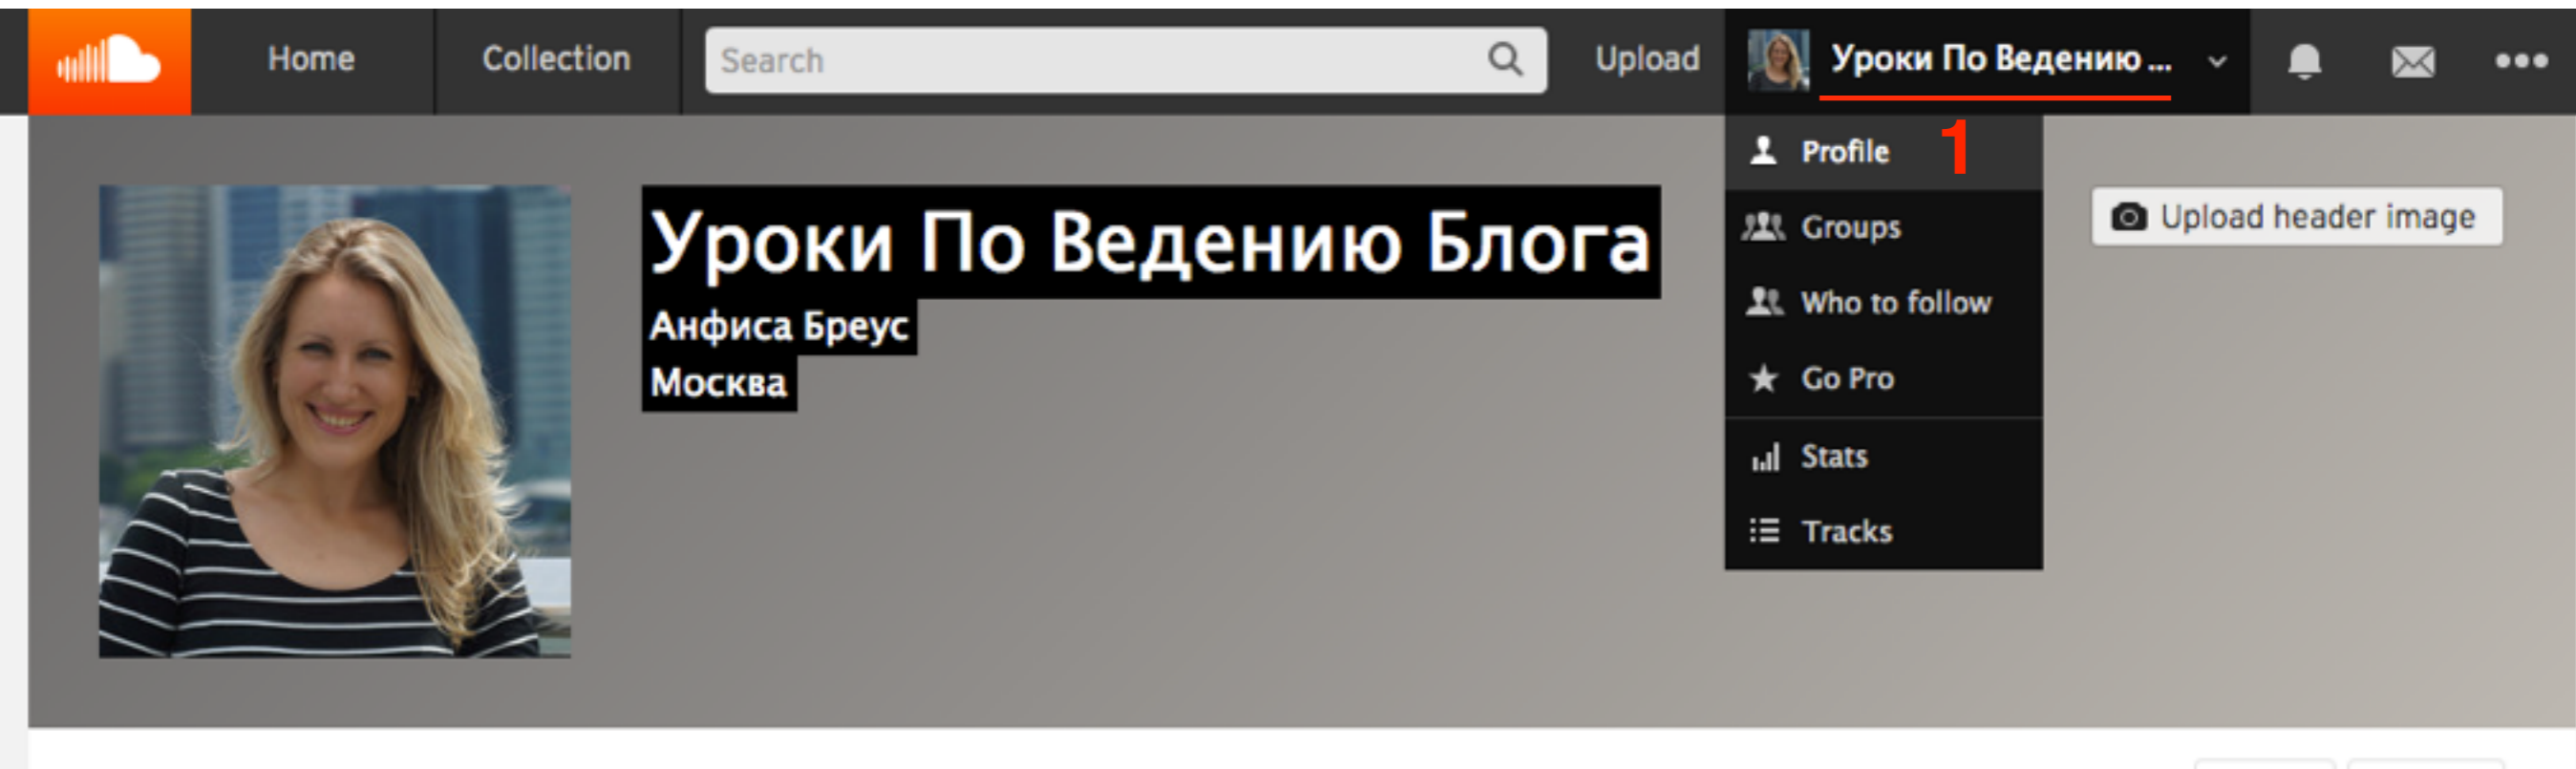 Home Collection Search Upload Уроки По Ведению ...
1
Profile
Groups
Who to follow
Go Pro
Stats
Tracks
Уроки По Ведению Блога
Анфиса Бреус
Москва
Upload header image